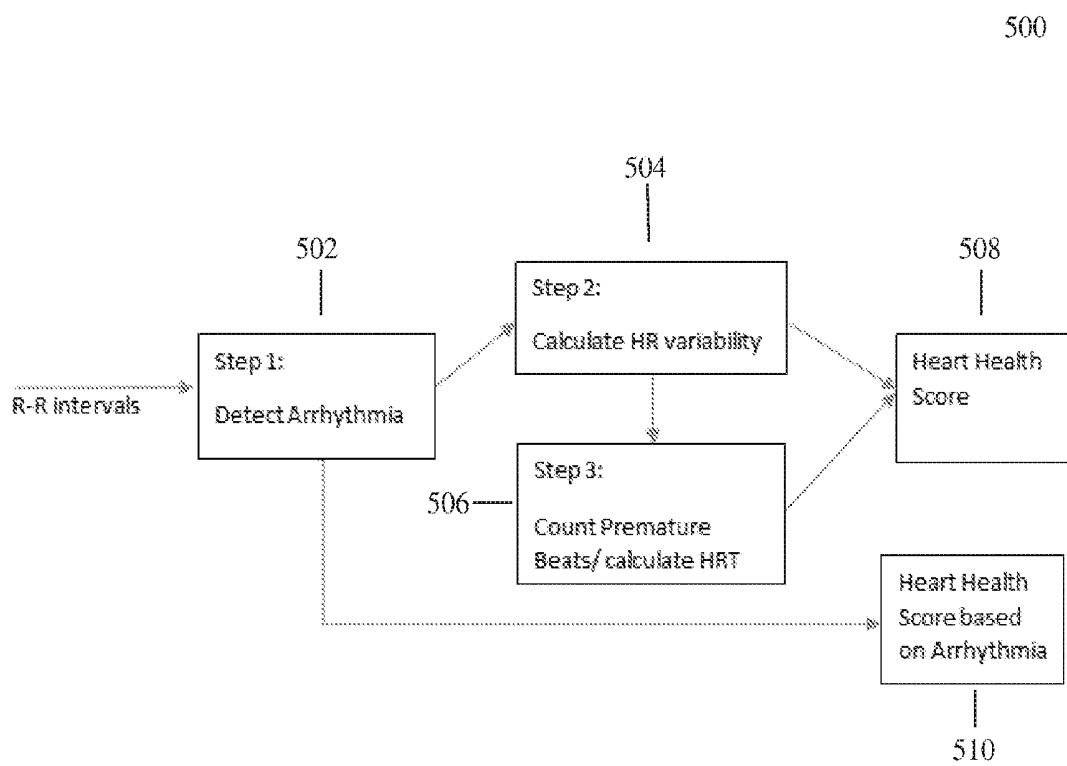 500
504
502
508
Step 2:
Calculate HR variability
Step 1:
Detect Arrhythmia
Heart Health
Score
R-R intervals
Step 3:
506
Count Premature
Beats/ calculate HRT
Heart Health
Score based
on Arrhythmia
510